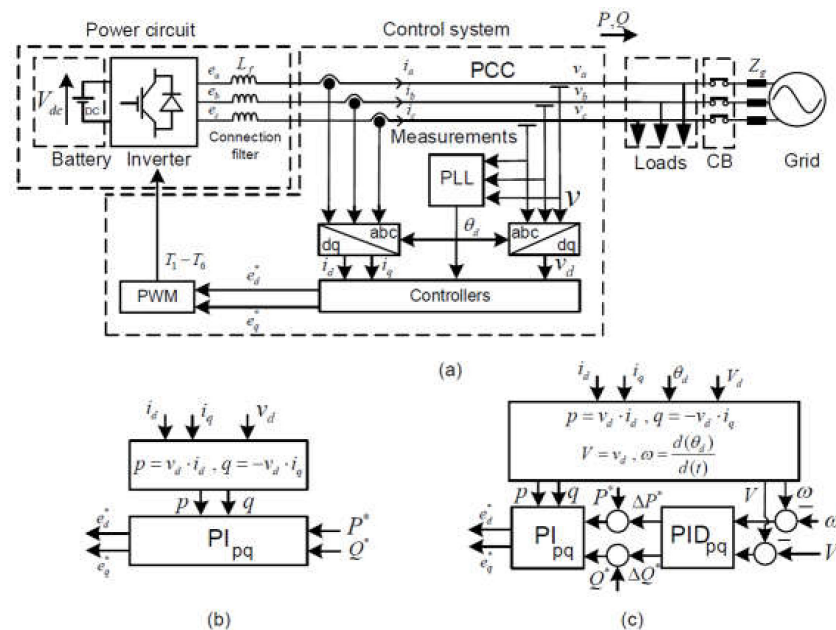 Power circuit
Control system
P, Q
e_a L_f i_a PCC v_a Z_g
V_dc DC e_b i_b v_b
e_c i_c v_c
Connection filter
Measurements
Battery Inverter Loads CB Grid
PLL
v
abc dq θ_d abc dq
i_d i_q v_d
T_1 − T_6
PWM e_d^* Controllers
e_q^*
(a)
i_d i_q v_d
p = v_d · i_d , q = −v_d · i_q
p q
e_d^* PI_pq P^*
e_q^* Q^*
(b)
i_d i_q θ_d V_d
p = v_d · i_d , q = −v_d · i_q
V = v_d , ω = d(θ_d)/d(t)
p q P^* ΔP^* V ω
e_d^* PI_pq PID_pq − ω
e_q^* Q^* ΔQ^* − V
(c)